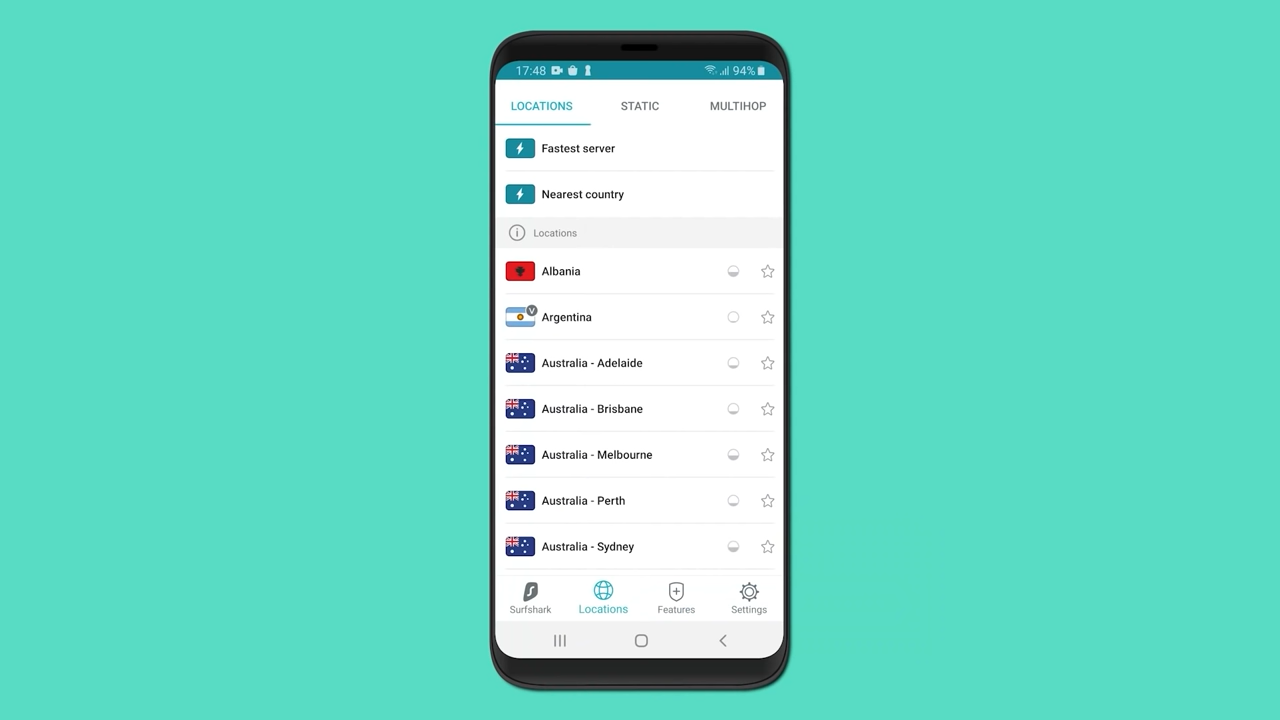 17:48 94%
LOCATIONS STATIC MULTIHOP
Fastest server
Nearest country
Locations
Albania
V
Argentina
Australia - Adelaide
Australia - Brisbane
Australia - Melbourne
Australia - Perth
Australia - Sydney
Surfshark Locations Features Settings